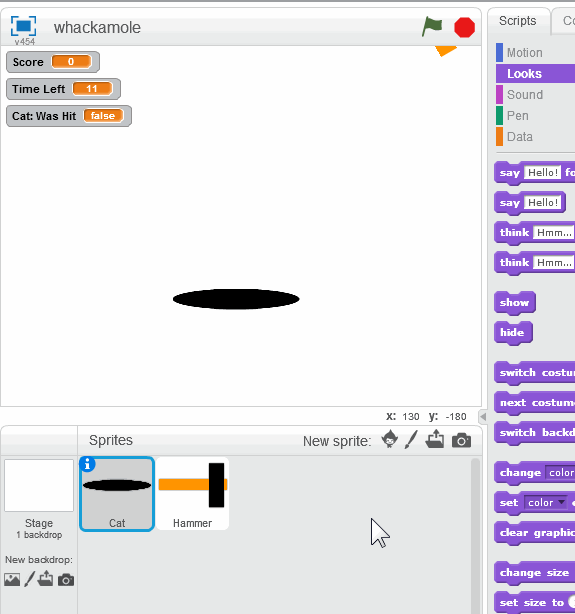 whackamole
v454
Scripts
Co
Score 0
Time Left 11
Cat: Was Hit false
Motion
Looks
Sound
Pen
Data
say Hello! fo
say Hello!
think Hmm...
think Hmm...
show
hide
switch costu
next costum
switch backd
change color
set color
clear graphic
change size
set size to
x: 130 y: -180
Sprites
New sprite:
Stage
1 backdrop
New backdrop:
Cat
Hammer